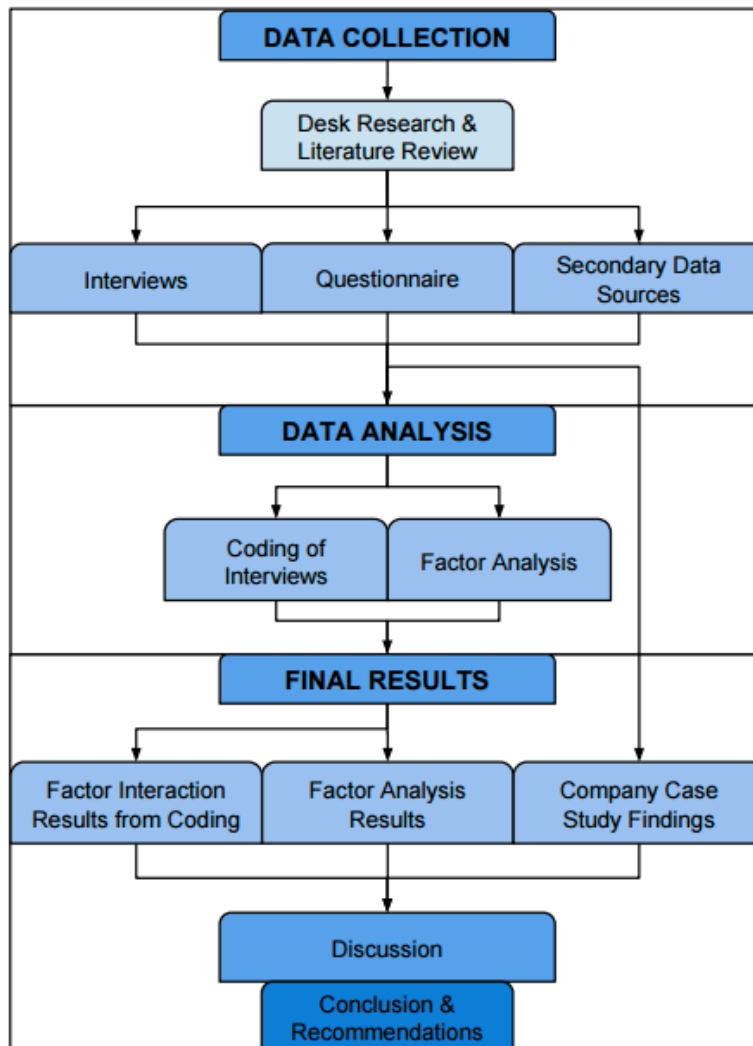 DATA COLLECTION
Desk Research &
Literature Review
Interviews
Questionnaire
Secondary Data
Sources
DATA ANALYSIS
Coding of
Interviews
Factor Analysis
FINAL RESULTS
Factor Interaction
Results from Coding
Factor Analysis
Results
Company Case
Study Findings
Discussion
Conclusion &
Recommendations